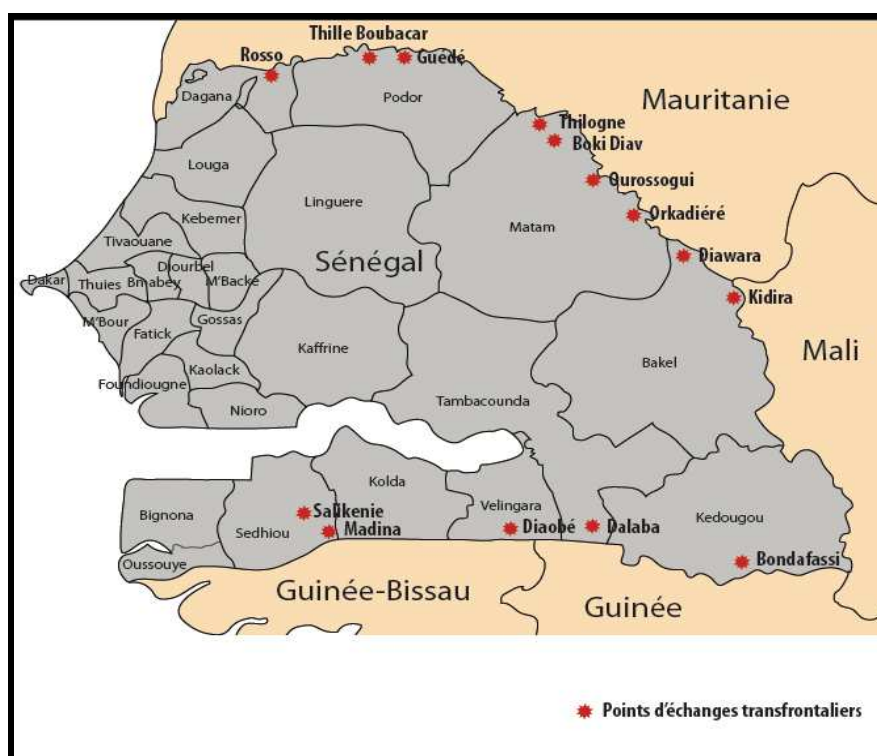 Thille Boubacar
Rosso
Guédé
Dagana
Podor
Mauritanie
Thilogne
Boki Diav
Louga
Ourossogui
Linguere
Kebemer
Orkadiéré
Matam
Tivaouane
Sénégal
Diawara
Dakar
Thuies
Bmabey
Diourbel
M'Backé
Kidira
M'Bour
Fatick
Gossas
Kaffrine
Mali
Bakel
Kaolack
Foundiougne
Nioro
Tambacounda
Kolda
Velingara
Bignona
Salikenie
Sedhiou
Madina
Diaobé
Dalaba
Kedougou
Oussouye
Bondafassi
Guinée-Bissau
Guinée
Points d'échanges transfrontaliers